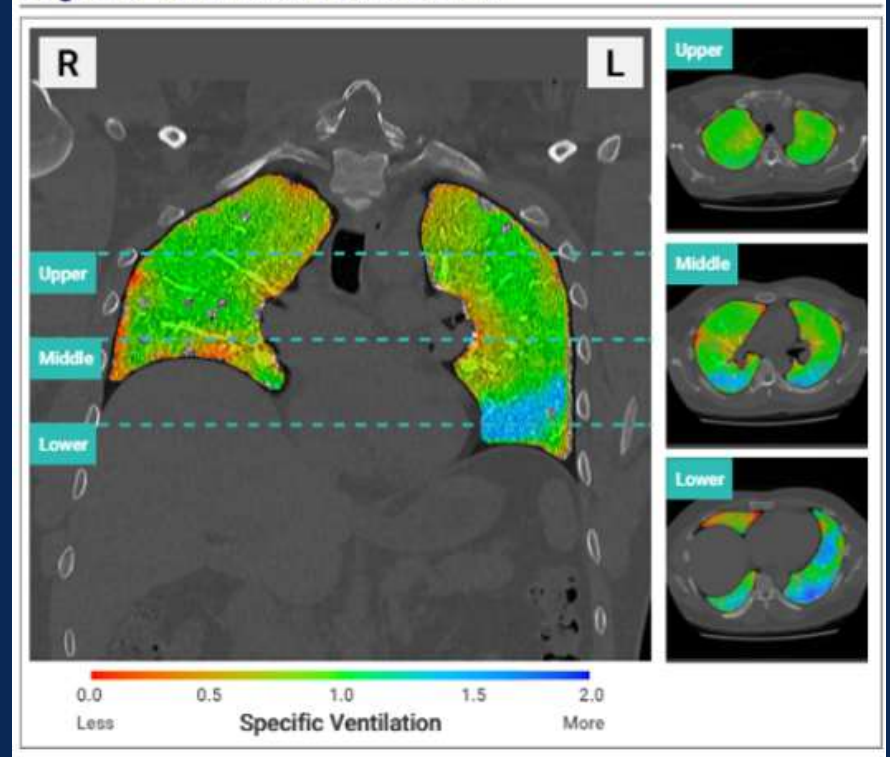 R
L
Upper
Middle
Lower
Upper
Middle
Lower
0.0 0.5 1.0 1.5 2.0
Less Specific Ventilation More